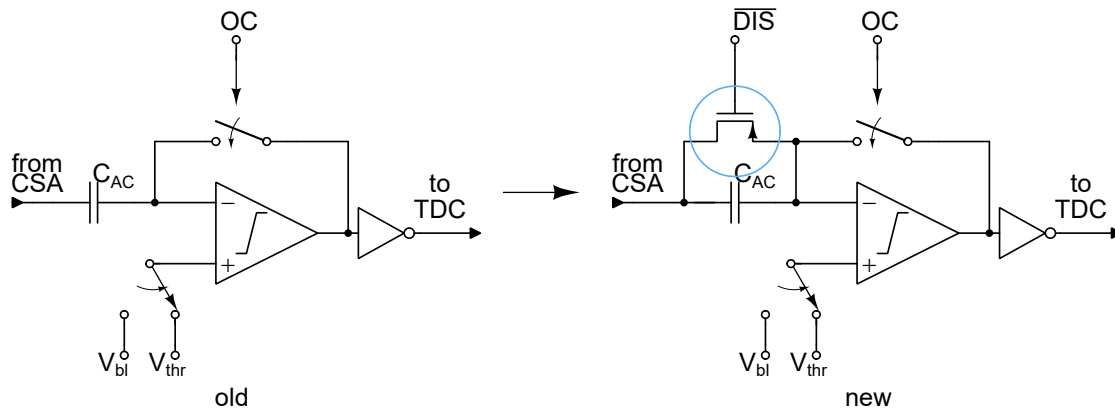 OC
from
CSA
C_AC
−
+
to
TDC
V_bl
V_thr
old
DIS
OC
from
CSA
C_AC
−
+
to
TDC
V_bl
V_thr
new